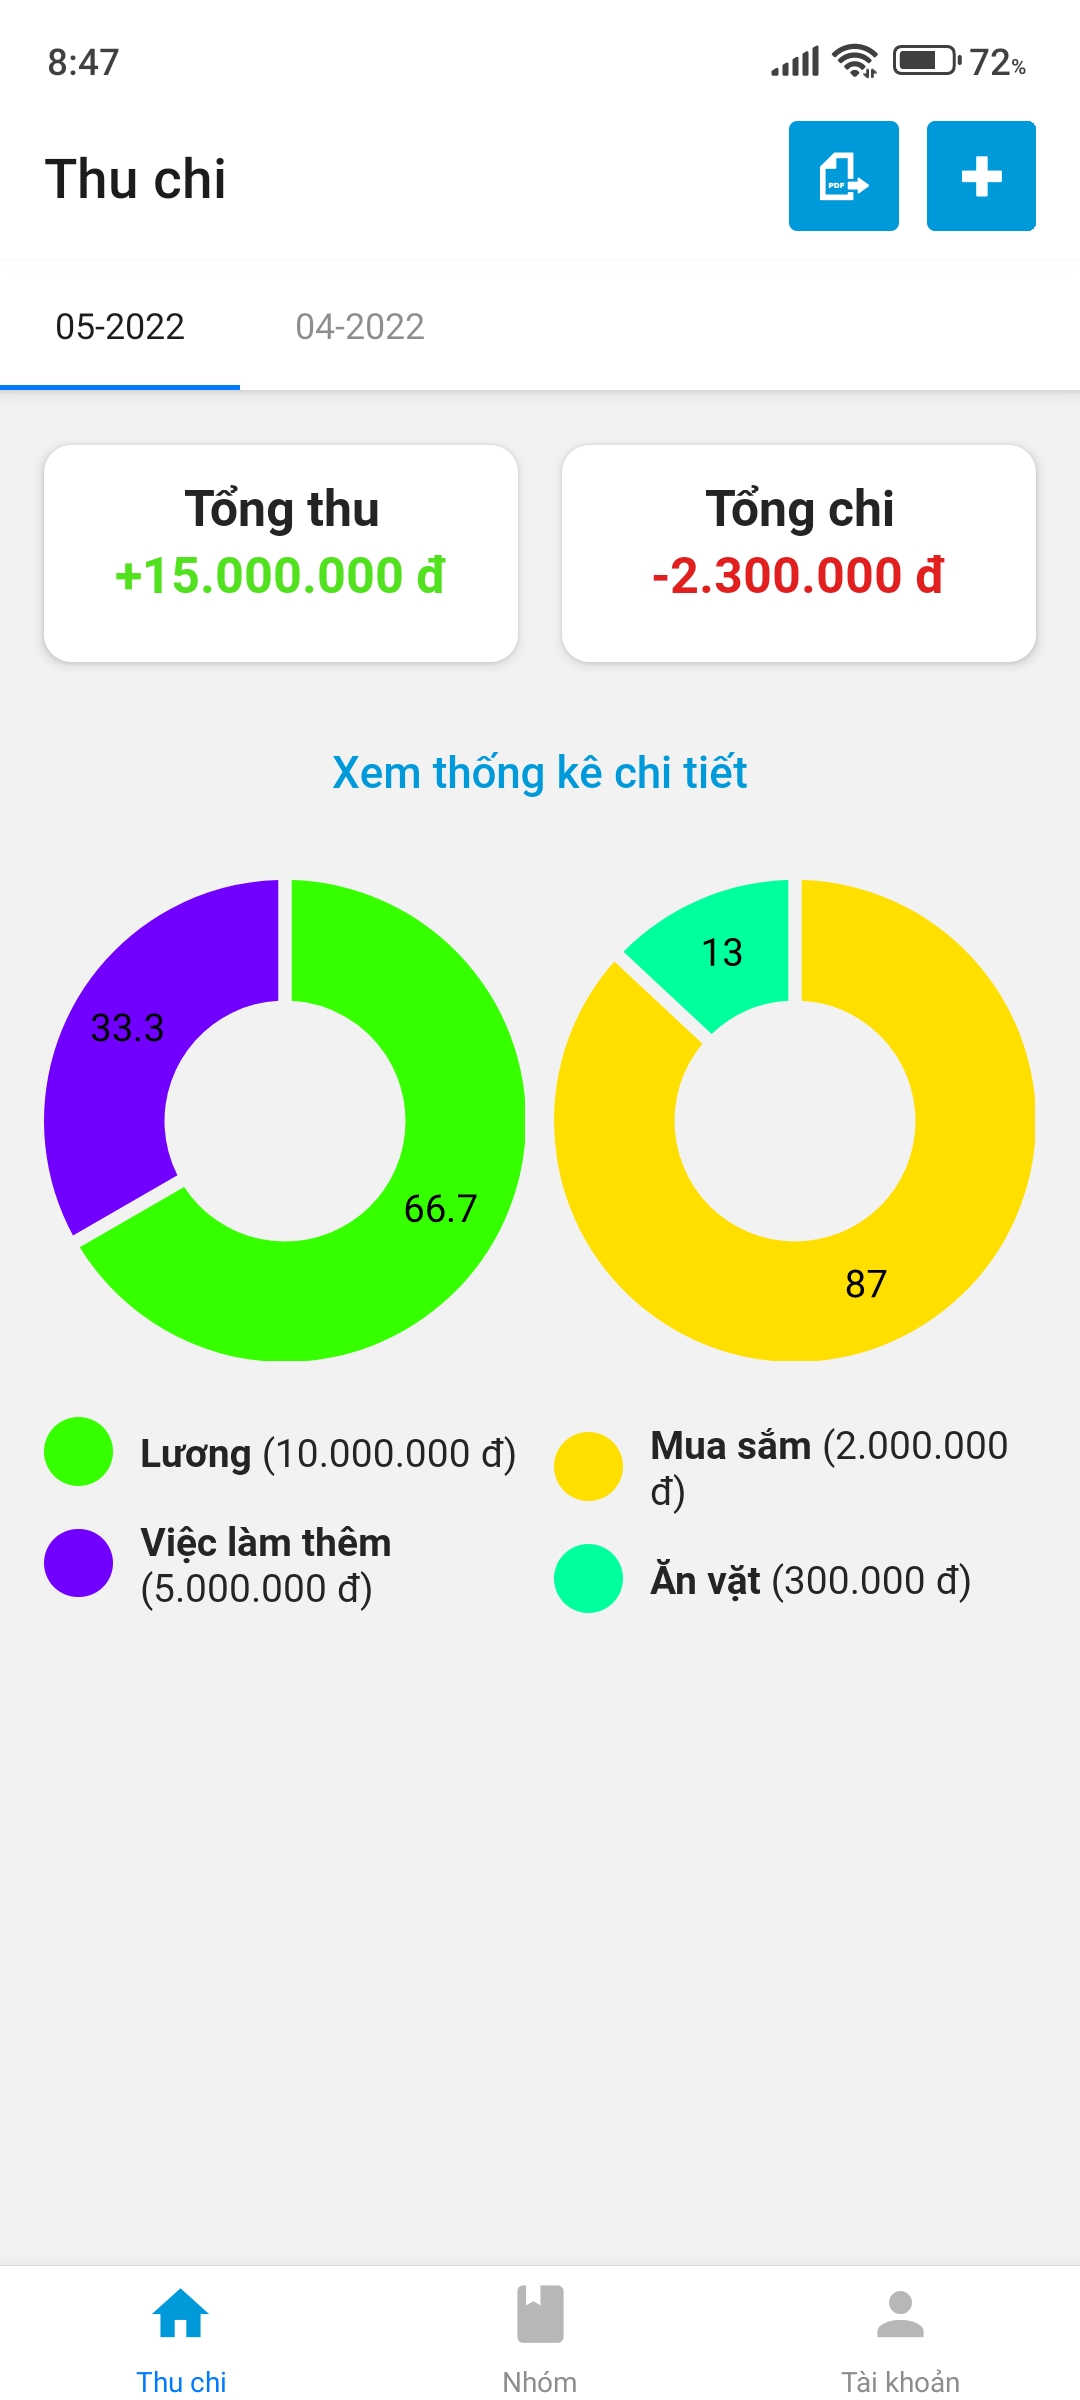 8:47
72%
Thu chi
PDF
05-2022
04-2022
Tổng thu
+15.000.000 đ
Tổng chi
-2.300.000 đ
Xem thống kê chi tiết
33.3
66.7
13
87
Lương (10.000.000 đ)
Việc làm thêm
(5.000.000 đ)
Mua sắm (2.000.000
đ)
Ăn vặt (300.000 đ)
Thu chi
Nhóm
Tài khoản